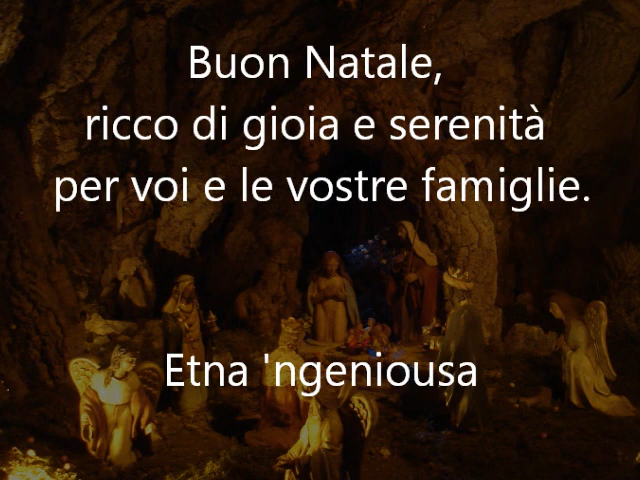 Buon Natale,
ricco di gioia e serenità
per voi e le vostre famiglie.
Etna 'ngeniousa